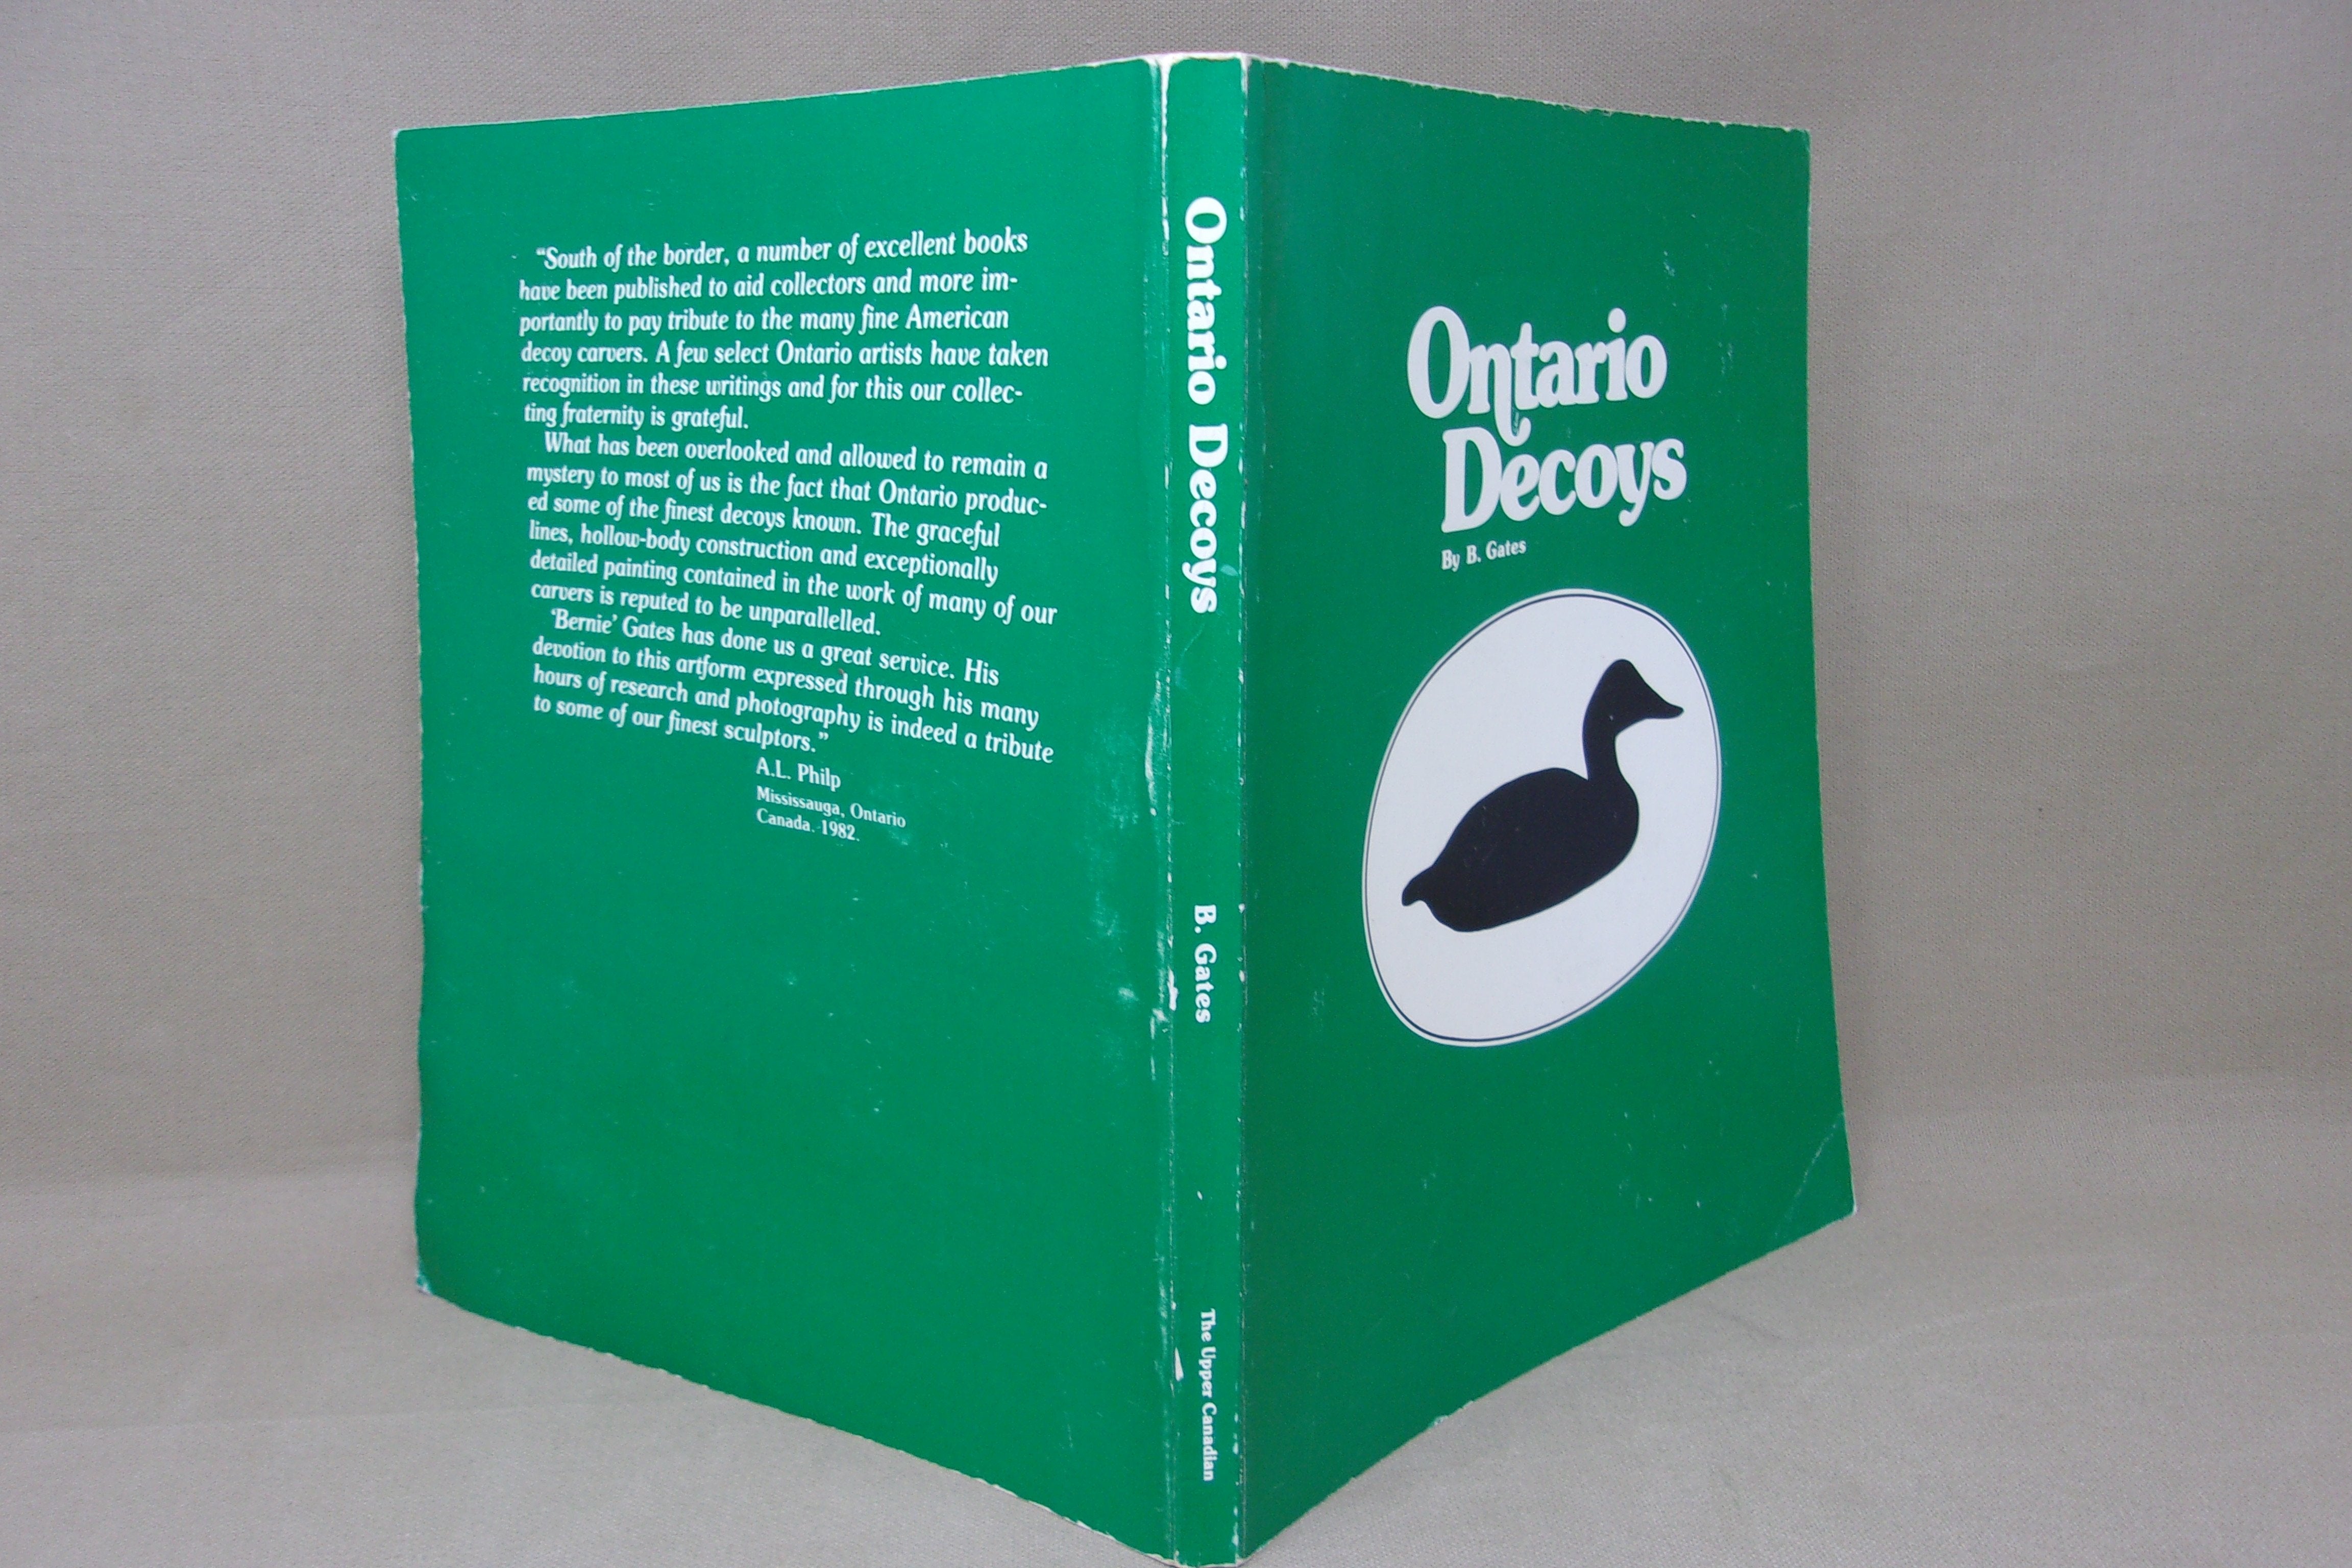 “South of the border, a number of excellent books
have been published to aid collectors and more im-
portantly to pay tribute to the many fine American
decoy carvers. A few select Ontario artists have taken
recognition in these writings and for this our collec-
ting fraternity is grateful.
What has been overlooked and allowed to remain a
mystery to most of us is the fact that Ontario produc-
ed some of the finest decoys known. The graceful
lines, hollow-body construction and exceptionally
detailed painting contained in the work of many of our
carvers is reputed to be unparallelled.
‘Bernie’ Gates has done us a great service. His
devotion to this artform expressed through his many
hours of research and photography is indeed a tribute
to some of our finest sculptors.”
A.L. Philp
Mississauga, Ontario
Canada. 1982.
Ontario Decoys
B. Gates
The Upper Canadian
Ontario
Decoys
By B. Gates